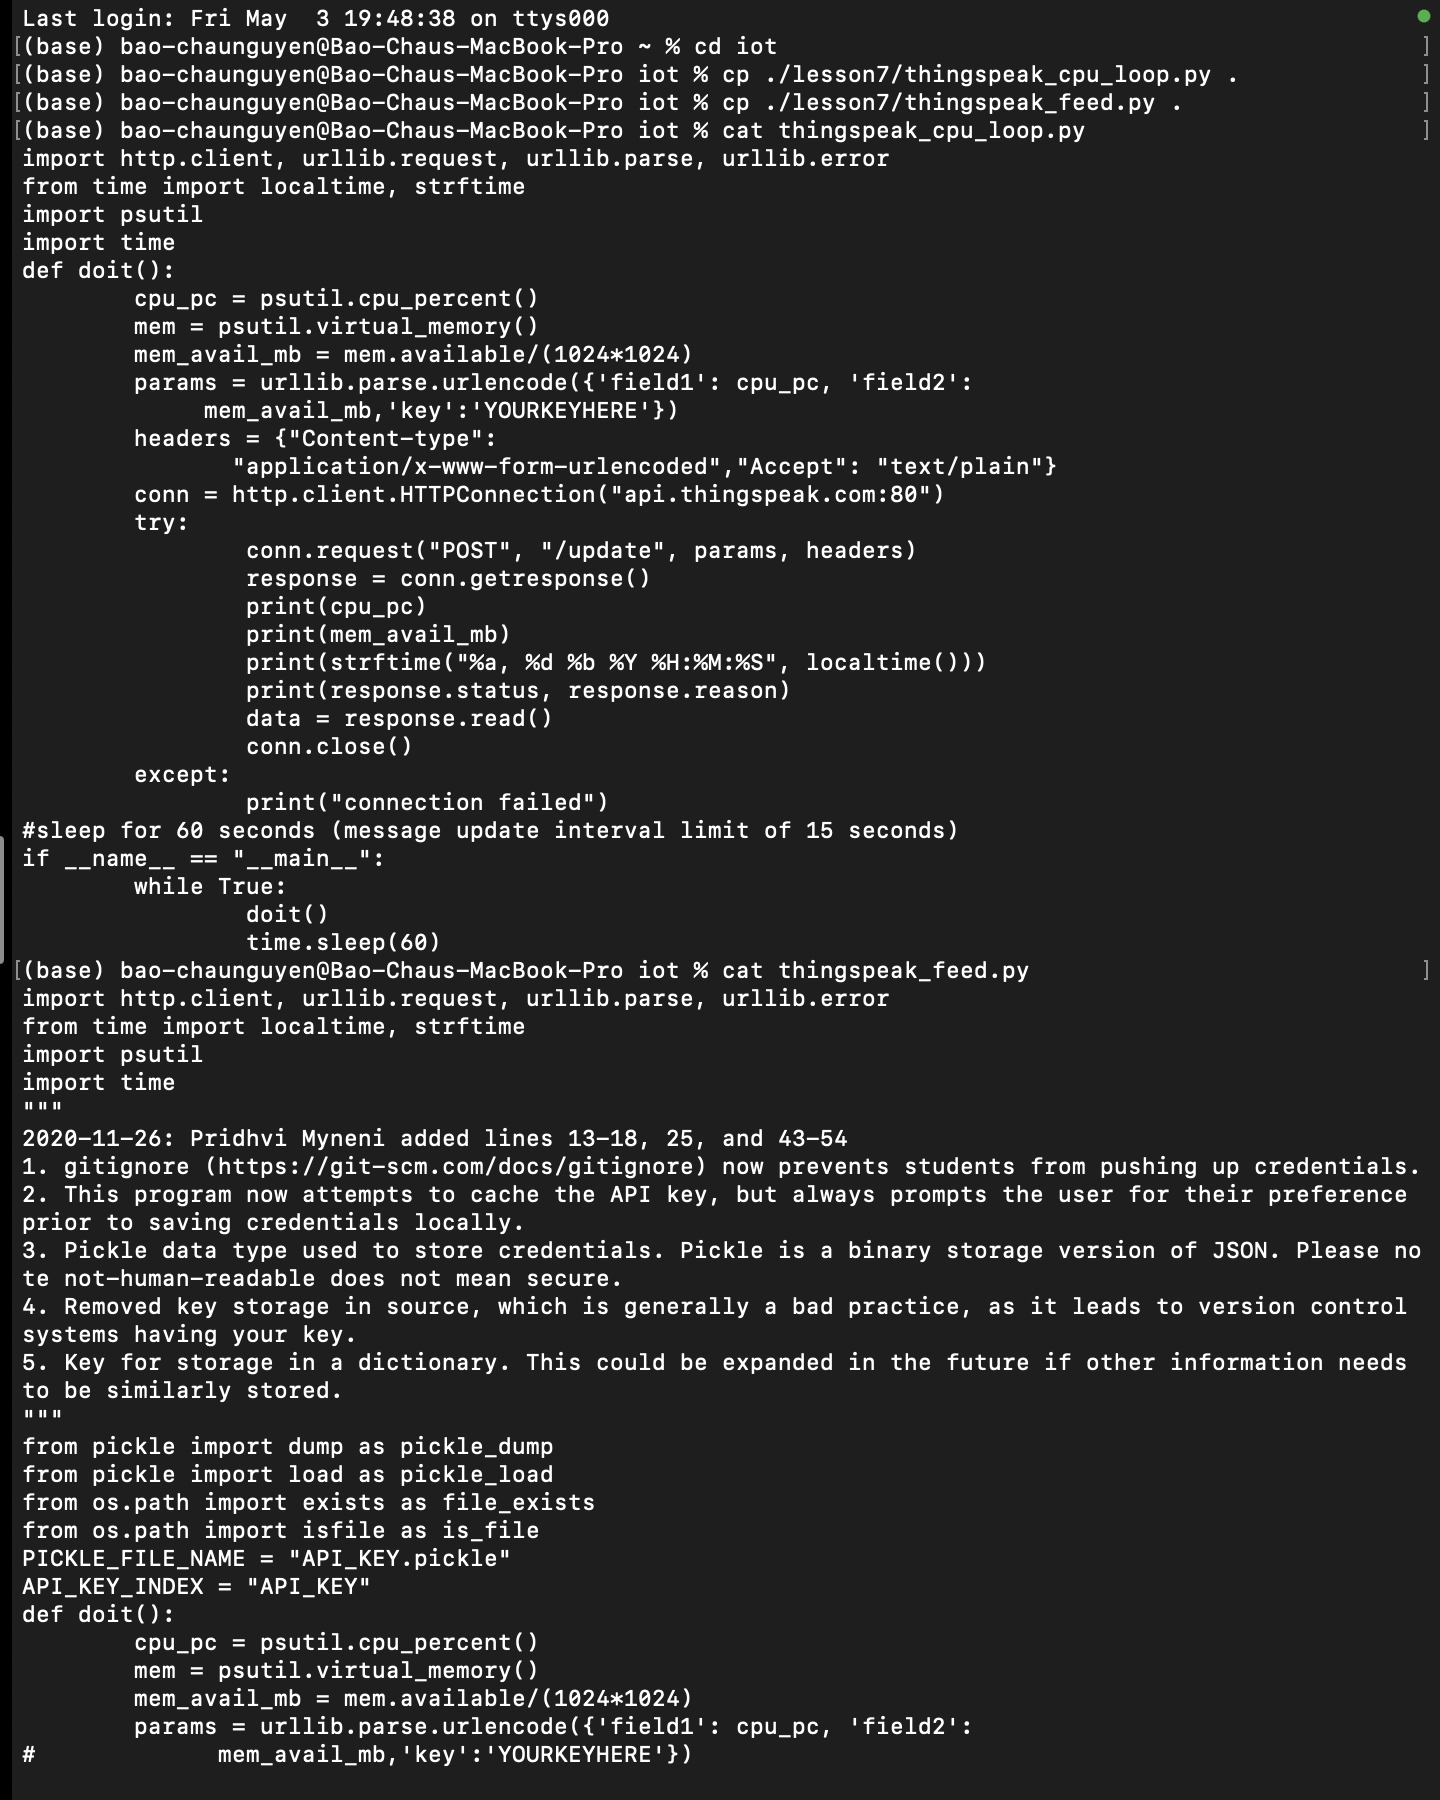 Last login: Fri May  3 19:48:38 on ttys000
[(base) bao-chaunguyen@Bao-Chaus-MacBook-Pro ~ % cd iot ]
[(base) bao-chaunguyen@Bao-Chaus-MacBook-Pro iot % cp ./lesson7/thingspeak_cpu_loop.py . ]
[(base) bao-chaunguyen@Bao-Chaus-MacBook-Pro iot % cp ./lesson7/thingspeak_feed.py . ]
[(base) bao-chaunguyen@Bao-Chaus-MacBook-Pro iot % cat thingspeak_cpu_loop.py ]
import http.client, urllib.request, urllib.parse, urllib.error
from time import localtime, strftime
import psutil
import time
def doit():
        cpu_pc = psutil.cpu_percent()
        mem = psutil.virtual_memory()
        mem_avail_mb = mem.available/(1024*1024)
        params = urllib.parse.urlencode({'field1': cpu_pc, 'field2':
             mem_avail_mb,'key':'YOURKEYHERE'})
        headers = {"Content-type":
               "application/x-www-form-urlencoded","Accept": "text/plain"}
        conn = http.client.HTTPConnection("api.thingspeak.com:80")
        try:
                conn.request("POST", "/update", params, headers)
                response = conn.getresponse()
                print(cpu_pc)
                print(mem_avail_mb)
                print(strftime("%a, %d %b %Y %H:%M:%S", localtime()))
                print(response.status, response.reason)
                data = response.read()
                conn.close()
        except:
                print("connection failed")
#sleep for 60 seconds (message update interval limit of 15 seconds)
if __name__ == "__main__":
        while True:
                doit()
                time.sleep(60)
[(base) bao-chaunguyen@Bao-Chaus-MacBook-Pro iot % cat thingspeak_feed.py ]
import http.client, urllib.request, urllib.parse, urllib.error
from time import localtime, strftime
import psutil
import time
"""
2020-11-26: Pridhvi Myneni added lines 13-18, 25, and 43-54
1. gitignore (https://git-scm.com/docs/gitignore) now prevents students from pushing up credentials.
2. This program now attempts to cache the API key, but always prompts the user for their preference
prior to saving credentials locally.
3. Pickle data type used to store credentials. Pickle is a binary storage version of JSON. Please no
te not-human-readable does not mean secure.
4. Removed key storage in source, which is generally a bad practice, as it leads to version control
systems having your key.
5. Key for storage in a dictionary. This could be expanded in the future if other information needs
to be similarly stored.
"""
from pickle import dump as pickle_dump
from pickle import load as pickle_load
from os.path import exists as file_exists
from os.path import isfile as is_file
PICKLE_FILE_NAME = "API_KEY.pickle"
API_KEY_INDEX = "API_KEY"
def doit():
        cpu_pc = psutil.cpu_percent()
        mem = psutil.virtual_memory()
        mem_avail_mb = mem.available/(1024*1024)
        params = urllib.parse.urlencode({'field1': cpu_pc, 'field2':
#             mem_avail_mb,'key':'YOURKEYHERE'})